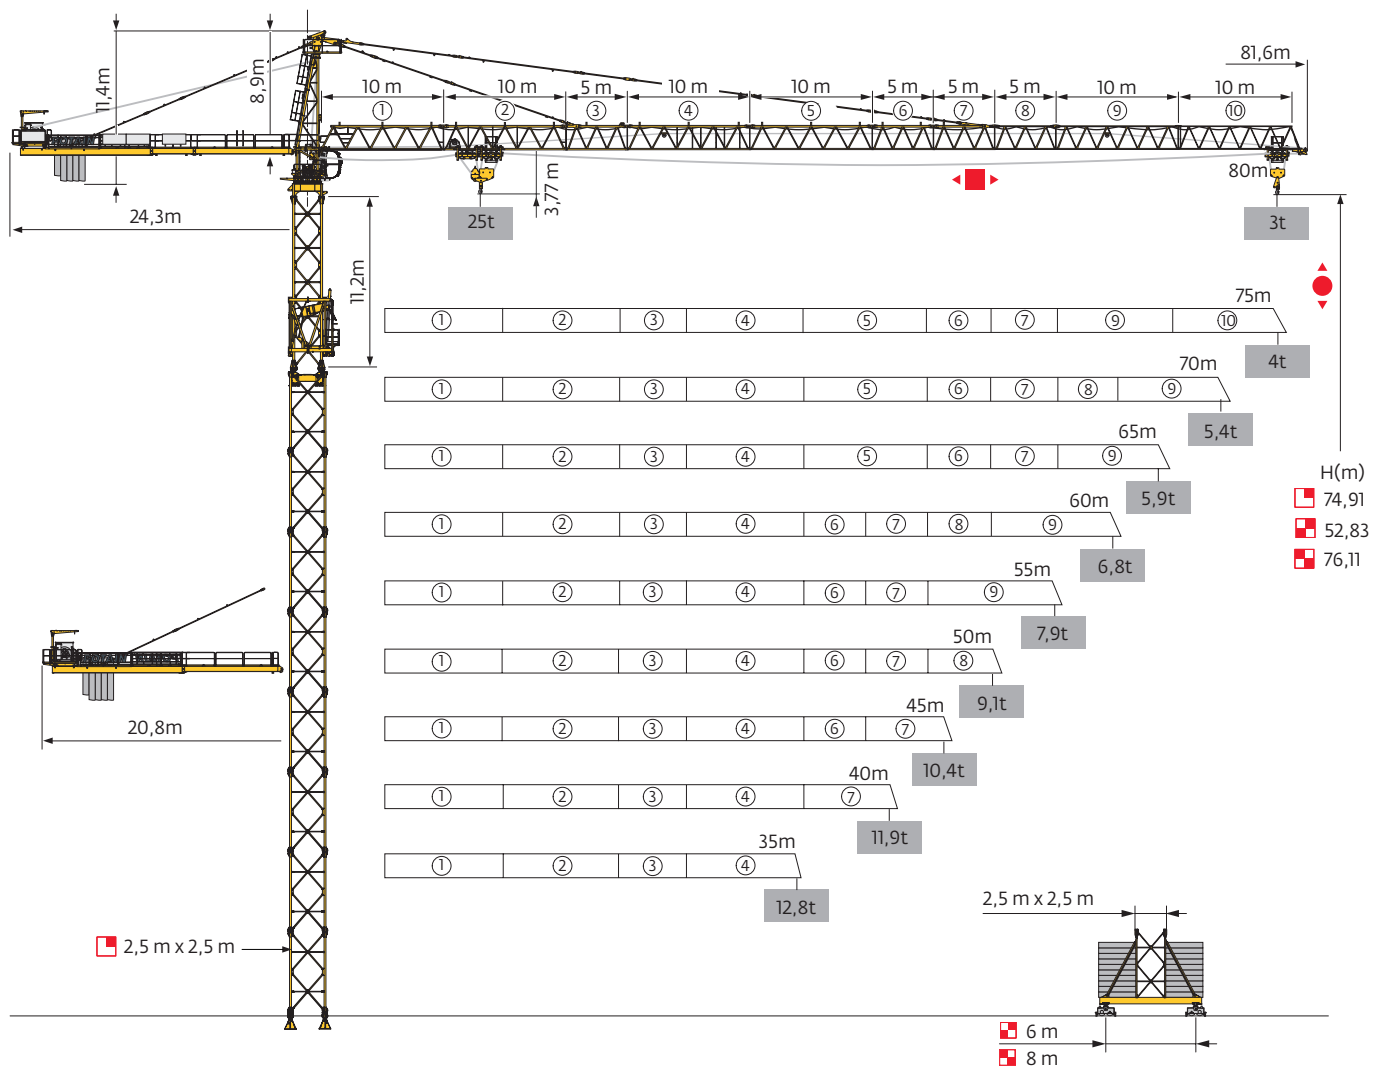 81,6m
11,4m
8,9m
10 m 10 m 5 m 10 m 10 m 5 m 5 m 5 m 10 m 10 m
① ② ③ ④ ⑤ ⑥ ⑦ ⑧ ⑨ ⑩
80m
3,77 m
24,3m
25t
3t
11,2m
75m
① ② ③ ④ ⑤ ⑥ ⑦ ⑨ ⑩
4t
70m
① ② ③ ④ ⑤ ⑥ ⑦ ⑧ ⑨
5,4t
65m
① ② ③ ④ ⑤ ⑥ ⑦ ⑨
5,9t
H(m)
74,91
52,83
76,11
60m
① ② ③ ④ ⑥ ⑦ ⑧ ⑨
6,8t
55m
① ② ③ ④ ⑥ ⑦ ⑨
7,9t
50m
① ② ③ ④ ⑥ ⑦ ⑧
9,1t
20,8m
45m
① ② ③ ④ ⑥ ⑦
10,4t
40m
① ② ③ ④ ⑦
11,9t
35m
① ② ③ ④
12,8t
2,5 m x 2,5 m
2,5 m x 2,5 m
6 m
8 m